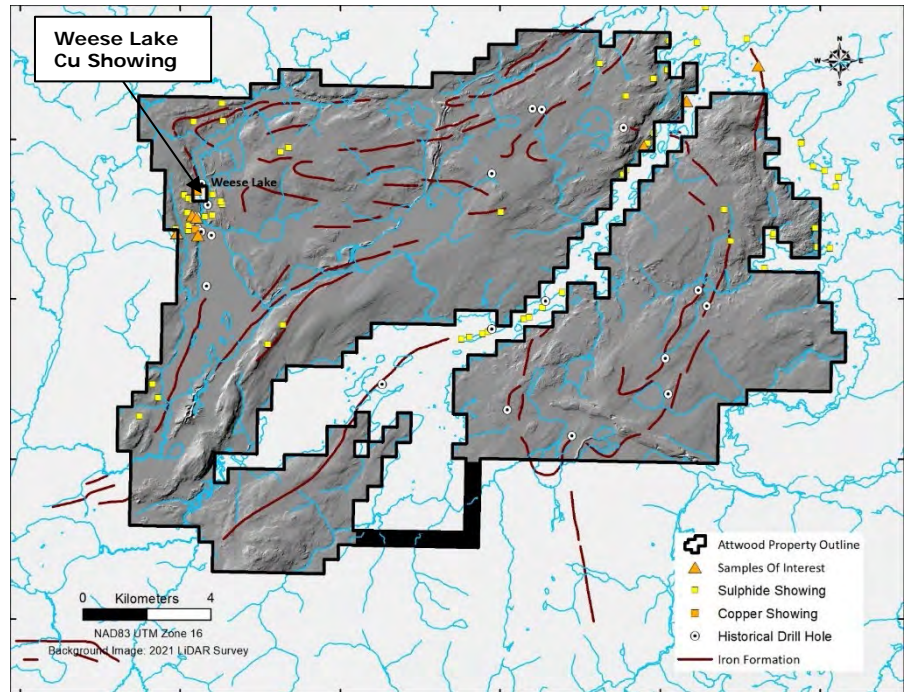 Weese Lake
Cu Showing
N
W
E
S
Weese Lake
Attwood Property Outline
Samples Of Interest
Sulphide Showing
Copper Showing
Historical Drill Hole
Iron Formation
0 Kilometers 4
NAD83 UTM Zone 16
Background Image: 2021 LiDAR Survey